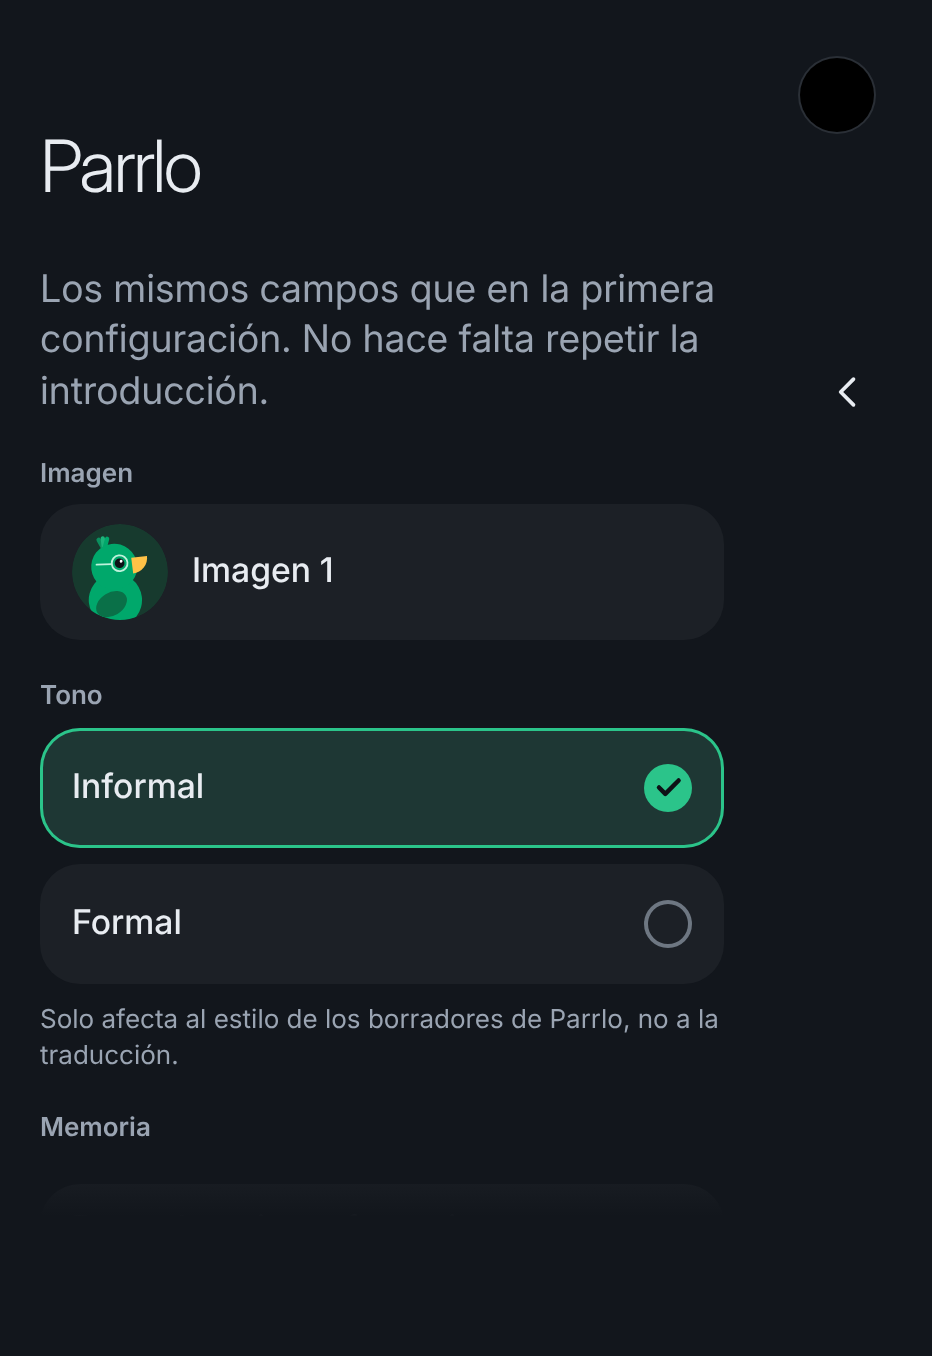 Parrlo
Los mismos campos que en la primera
configuración. No hace falta repetir la
introducción.
Imagen
Imagen 1
Tono
Informal
Formal
Solo afecta al estilo de los borradores de Parrlo, no a la
traducción.
Memoria